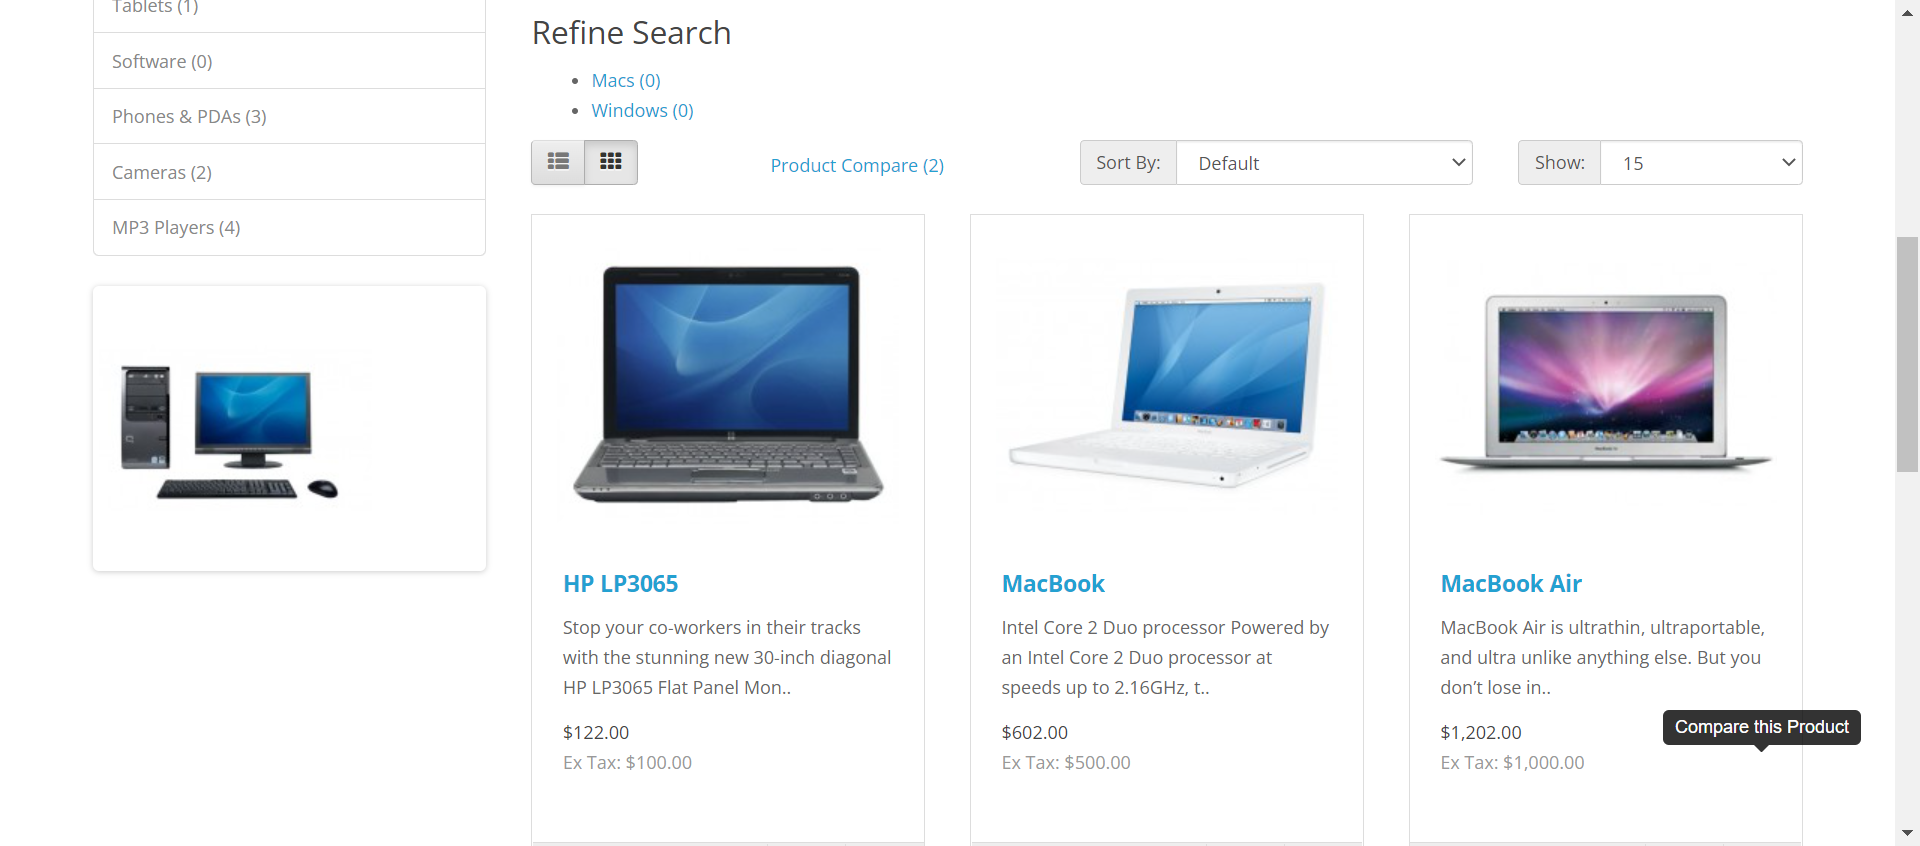 Tablets (1)
Software (0)
Phones & PDAs (3)
Cameras (2)
MP3 Players (4)
Refine Search
Macs (0)
Windows (0)
Product Compare (2)
Sort By:
Default
Show:
15
HP LP3065
Stop your co-workers in their tracks
with the stunning new 30-inch diagonal
HP LP3065 Flat Panel Mon..
$122.00
Ex Tax: $100.00
MacBook
Intel Core 2 Duo processor Powered by
an Intel Core 2 Duo processor at
speeds up to 2.16GHz, t..
$602.00
Ex Tax: $500.00
MacBook Air
MacBook Air is ultrathin, ultraportable,
and ultra unlike anything else. But you
don’t lose in..
$1,202.00
Ex Tax: $1,000.00
Compare this Product